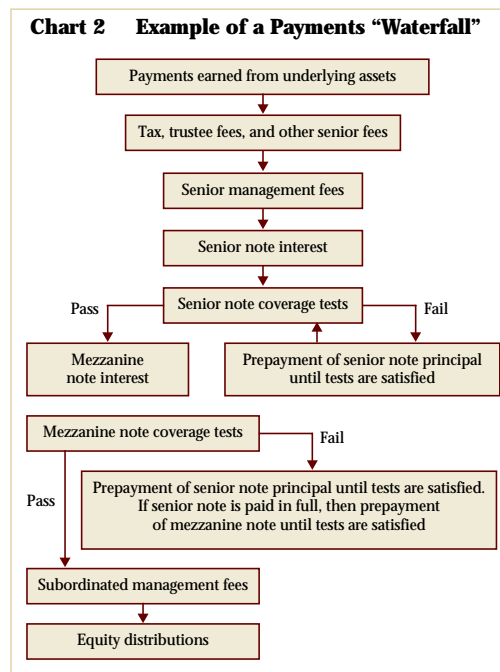 Chart 2 Example of a Payments “Waterfall”
Payments earned from underlying assets
Tax, trustee fees, and other senior fees
Senior management fees
Senior note interest
Senior note coverage tests
Pass
Fail
Mezzanine
note interest
Prepayment of senior note principal
until tests are satisfied
Mezzanine note coverage tests
Fail
Prepayment of senior note principal until tests are satisfied.
If senior note is paid in full, then prepayment
of mezzanine note until tests are satisfied
Pass
Subordinated management fees
Equity distributions